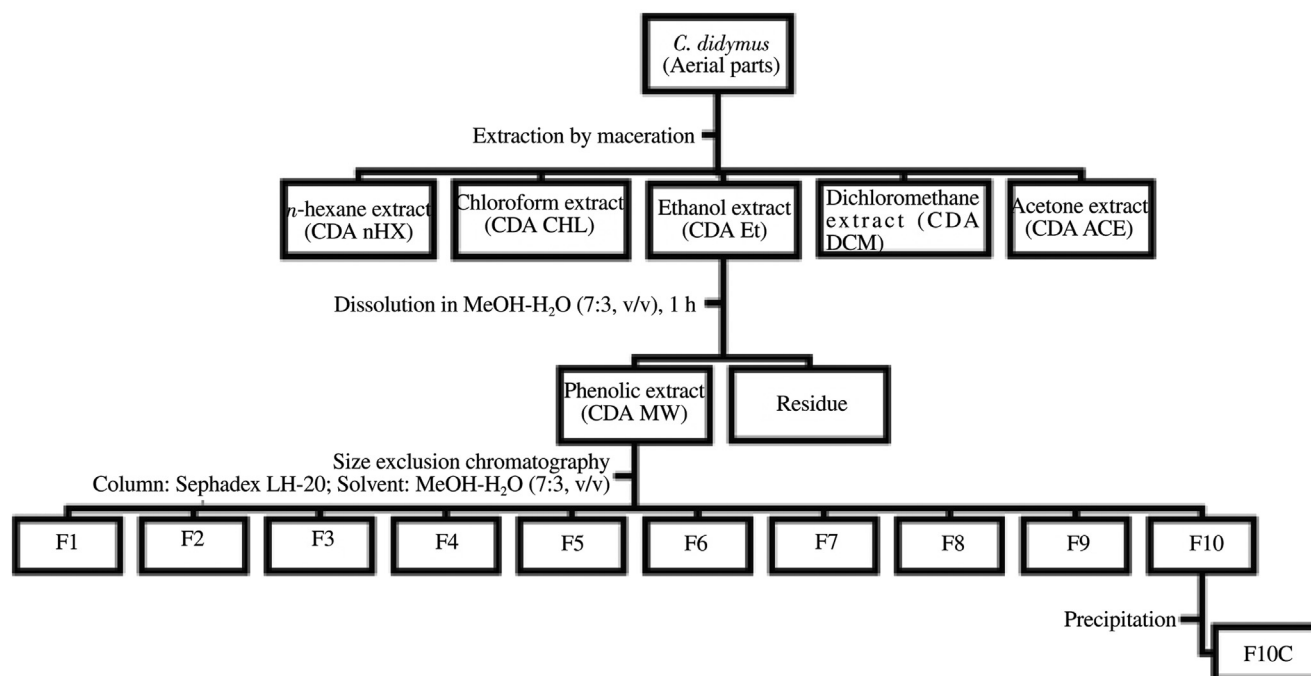 C. didymus
(Aerial parts)
Extraction by maceration
n-hexane extract
(CDA nHX)
Chloroform extract
(CDA CHL)
Ethanol extract
(CDA Et)
Dichloromethane
extract (CDA
DCM)
Acetone extract
(CDA ACE)
Dissolution in MeOH-H₂O (7:3, v/v), 1 h
Phenolic extract
(CDA MW)
Residue
Size exclusion chromatography
Column: Sephadex LH-20; Solvent: MeOH-H₂O (7:3, v/v)
F1
F2
F3
F4
F5
F6
F7
F8
F9
F10
Precipitation
F10C